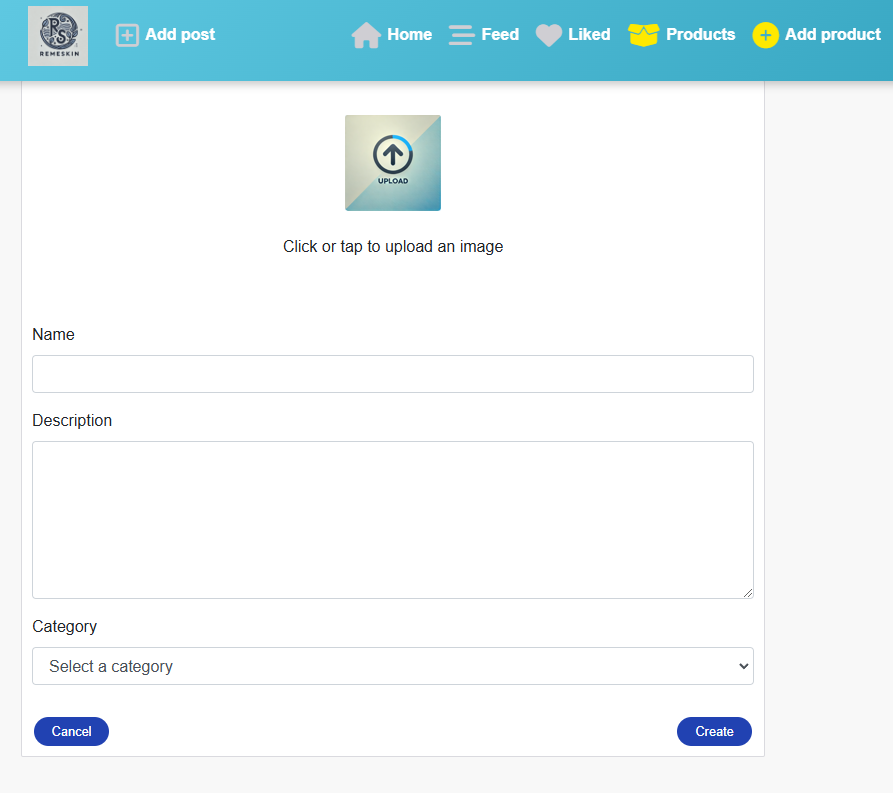 RS
REMESKIN
Add post
Home
Feed
Liked
Products
Add product
UPLOAD
Click or tap to upload an image
Name
Description
Category
Select a category
Cancel
Create